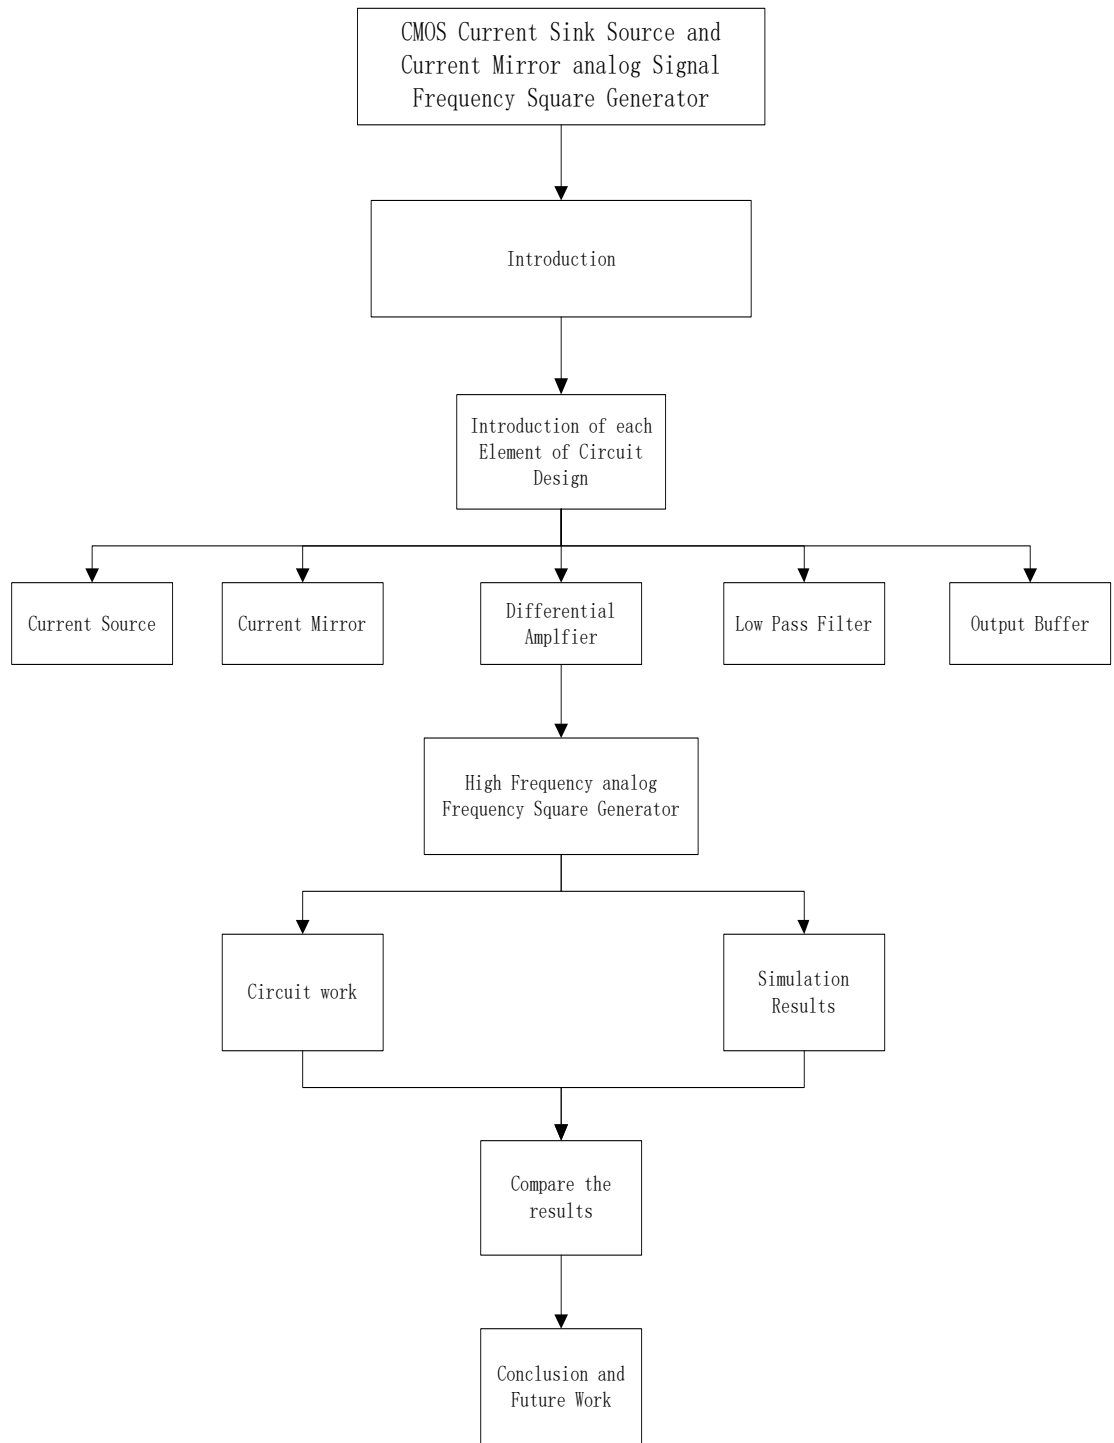 CMOS Current Sink Source and
Current Mirror analog Signal
Frequency Square Generator
Introduction
Introduction of each
Element of Circuit
Design
Current Source
Current Mirror
Differential
Amplfier
Low Pass Filter
Output Buffer
High Frequency analog
Frequency Square Generator
Circuit work
Simulation
Results
Compare the
results
Conclusion and
Future Work